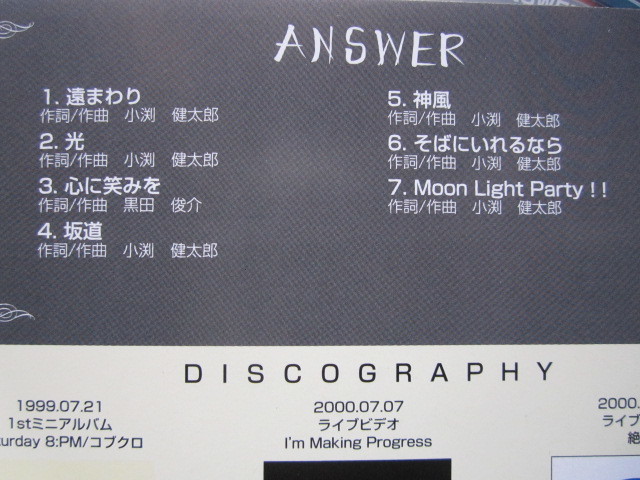 ANSWER
1. 遠まわり
作詞/作曲 小渕 健太郎
2. 光
作詞/作曲 小渕 健太郎
3. 心に笑みを
作詞/作曲 黒田 俊介
4. 坂道
作詞/作曲 小渕 健太郎
5. 神風
作詞/作曲 小渕 健太郎
6. そばにいれるなら
作詞/作曲 小渕 健太郎
7. Moon Light Party !!
作詞/作曲 小渕 健太郎
DISCOGRAPHY
1999.07.21
1stミニアルバム
urday 8:PM/コブクロ
2000.07.07
ライブビデオ
I'm Making Progress
2000.
ライブ
絶